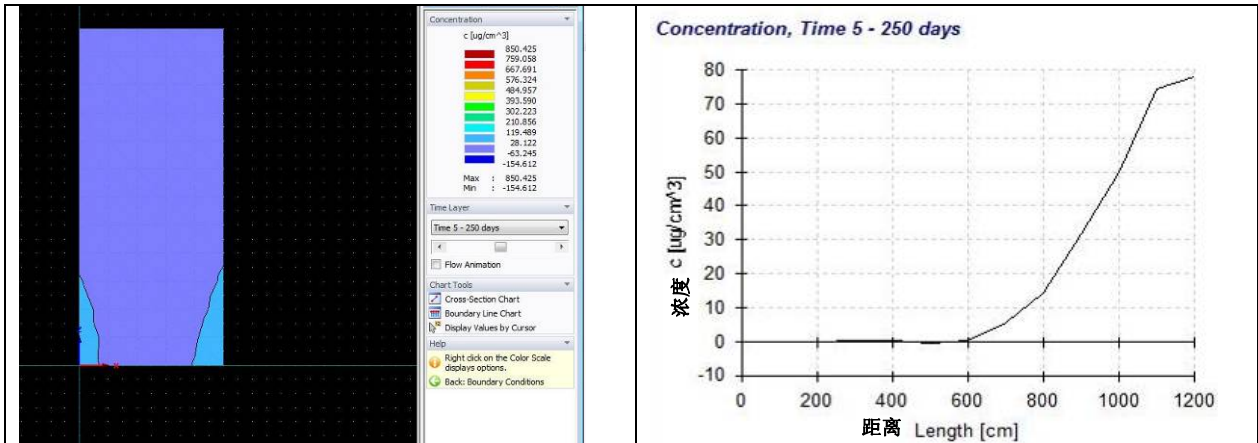 Concentration
c [ug/cm^3]
850.425
759.058
667.691
576.324
484.957
393.590
302.223
210.856
119.489
28.122
-63.245
-154.612
Max : 850.425
Min : -154.612
Time Layer
Time 5 - 250 days
Flow Animation
Chart Tools
Cross-Section Chart
Boundary Line Chart
Display Values by Cursor
Help
Right click on the Color Scale
displays options.
Back: Boundary Conditions
x
Concentration, Time 5 - 250 days
80
70
60
50
40
30
20
10
0
-10
浓度 c [ug/cm^3]
0 200 400 600 800 1000 1200
距离 Length [cm]